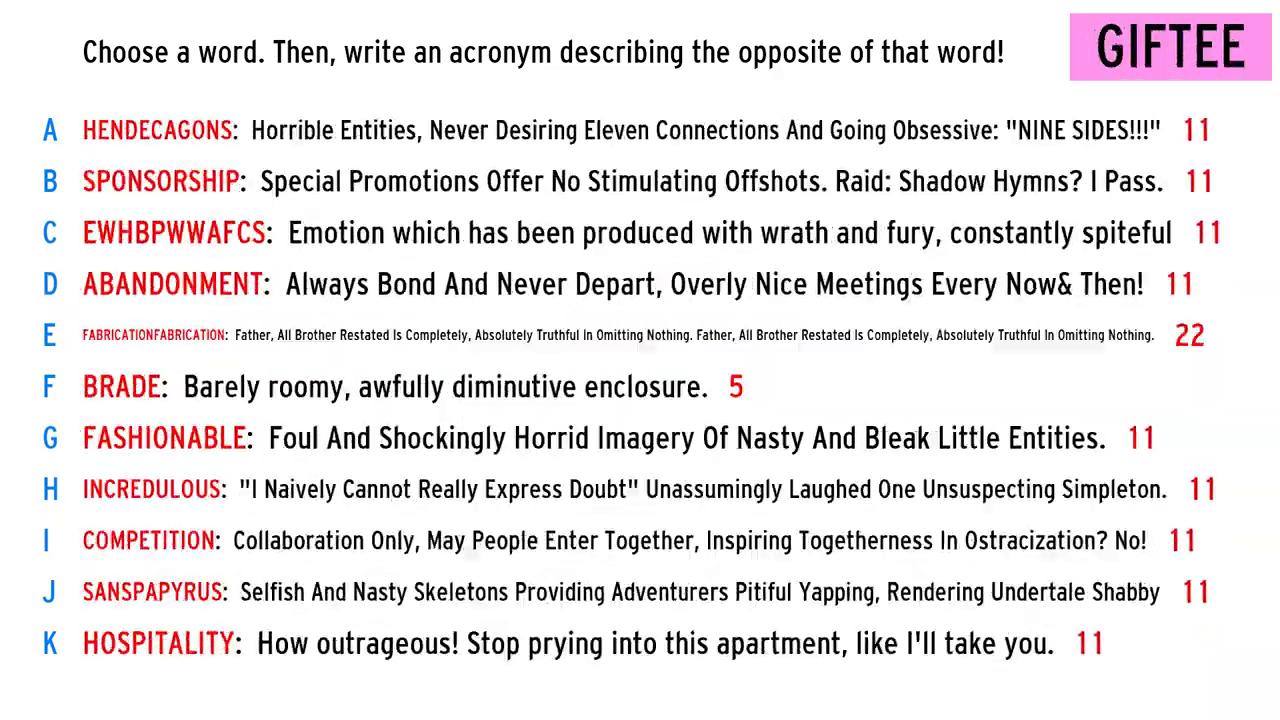 Choose a word. Then, write an acronym describing the opposite of that word!
GIFTEE
A HENDECAGONS: Horrible Entities, Never Desiring Eleven Connections And Going Obsessive: "NINE SIDES!!!" 11
B SPONSORSHIP: Special Promotions Offer No Stimulating Offshots. Raid: Shadow Hymns? I Pass. 11
C EWHBPWWAFCS: Emotion which has been produced with wrath and fury, constantly spiteful 11
D ABANDONMENT: Always Bond And Never Depart, Overly Nice Meetings Every Now& Then! 11
E FABRICATIONFABRICATION: Father, All Brother Restated Is Completely, Absolutely Truthful In Omitting Nothing. Father, All Brother Restated Is Completely, Absolutely Truthful In Omitting Nothing. 22
F BRADE: Barely roomy, awfully diminutive enclosure. 5
G FASHIONABLE: Foul And Shockingly Horrid Imagery Of Nasty And Bleak Little Entities. 11
H INCREDULOUS: "I Naively Cannot Really Express Doubt" Unassumingly Laughed One Unsuspecting Simpleton. 11
I COMPETITION: Collaboration Only, May People Enter Together, Inspiring Togetherness In Ostracization? No! 11
J SANSPAPYRUS: Selfish And Nasty Skeletons Providing Adventurers Pitiful Yapping, Rendering Undertale Shabby 11
K HOSPITALITY: How outrageous! Stop prying into this apartment, like I'll take you. 11